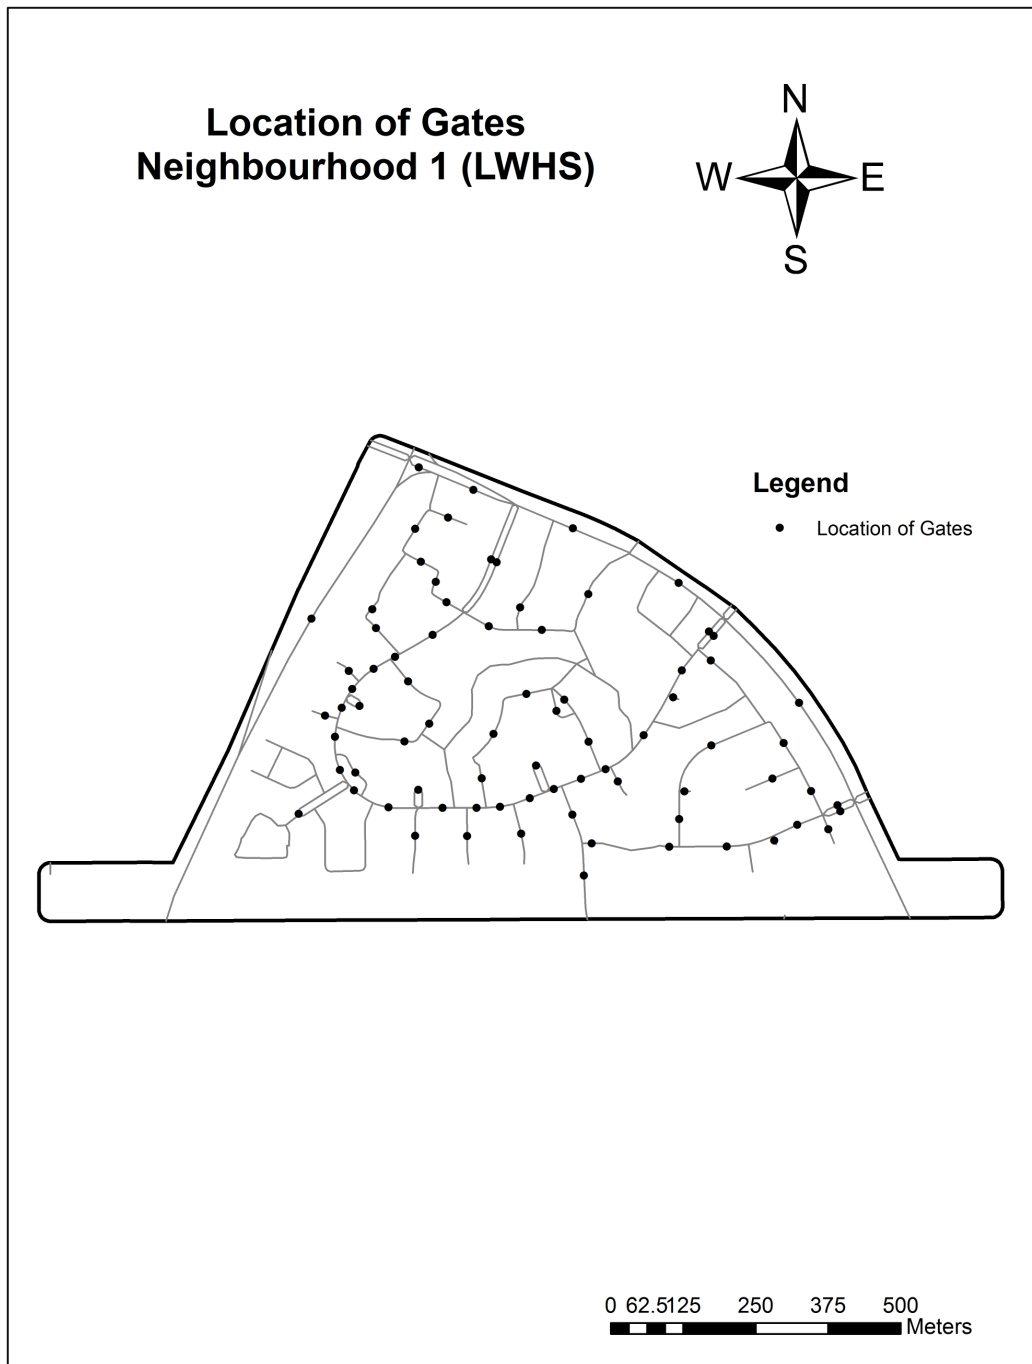 Location of Gates
Neighbourhood 1 (LWHS)
N
W E
S
Legend
Location of Gates
0 62.5125 250 375 500
Meters